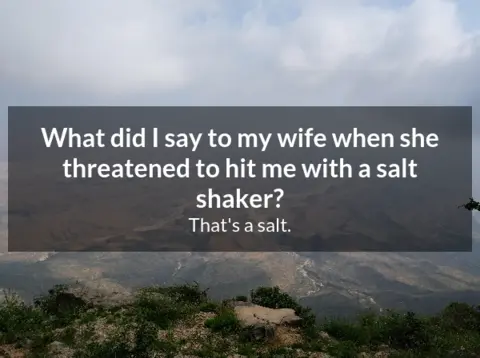 What did I say to my wife when she
threatened to hit me with a salt
shaker?
That's a salt.